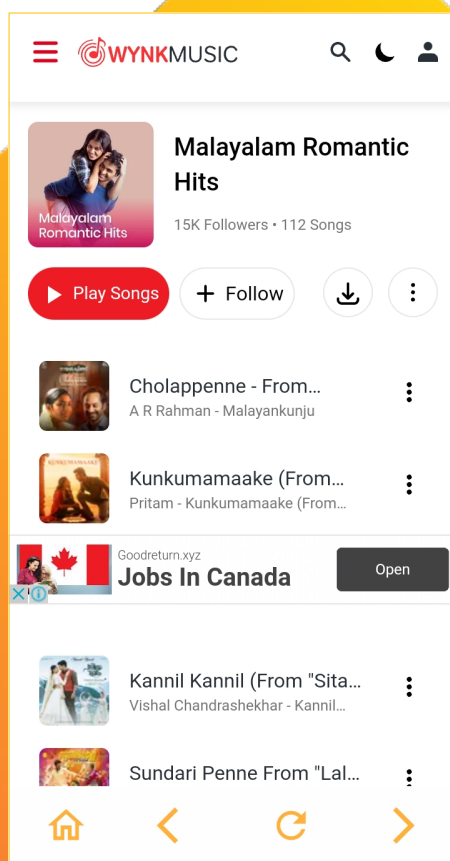 WYNKMUSIC
Malayalam Romantic
Hits
Malayalam
Romantic Hits
15K Followers • 112 Songs
Play Songs
Follow
Cholappenne - From...
A R Rahman - Malayankunju
KUNKUMAMAAKE
Kunkumamaake (From...
Pritam - Kunkumamaake (From...
Goodreturn.xyz
Jobs In Canada
Open
Kannil Kannil (From "Sita...
Vishal Chandrashekhar - Kannil...
Sundari Penne From "Lal...